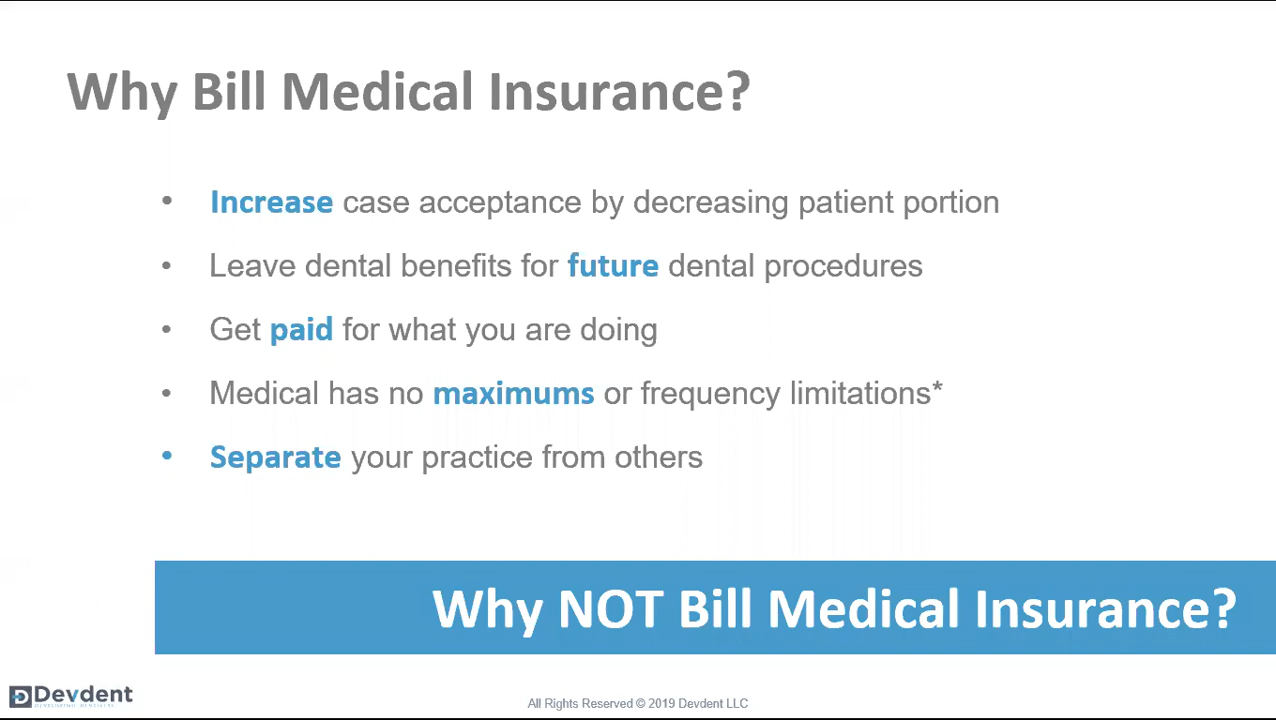 Why Bill Medical Insurance?
• Increase case acceptance by decreasing patient portion
• Leave dental benefits for future dental procedures
• Get paid for what you are doing
• Medical has no maximums or frequency limitations*
• Separate your practice from others
Why NOT Bill Medical Insurance?
Devdent
All Rights Reserved © 2019 Devdent LLC